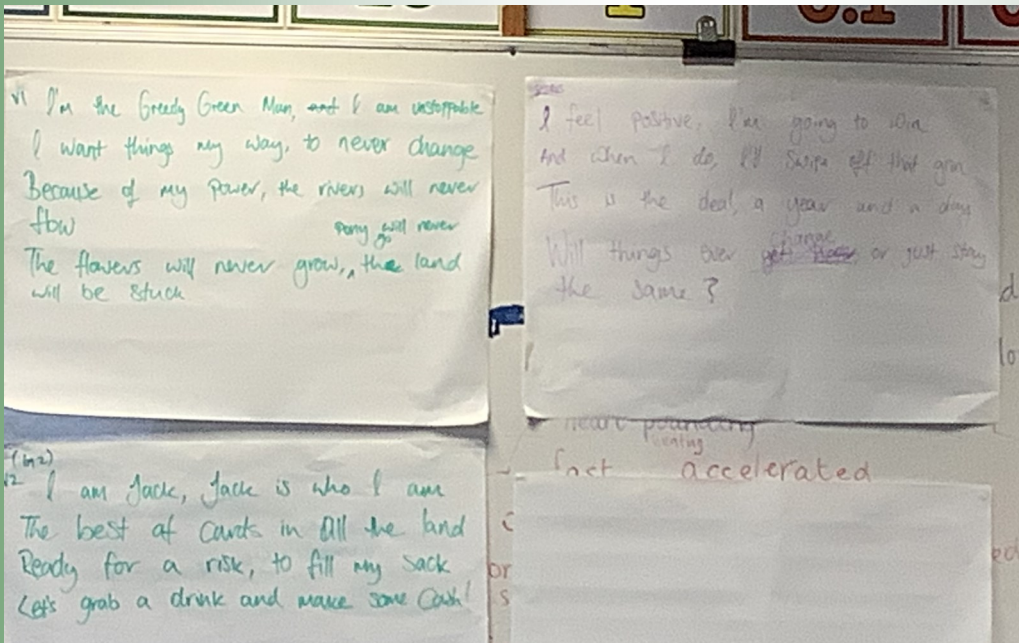 v1 I'm the Greedy Green Man, and I am unstoppable
I want things my way, to never change
Because of my power, the rivers will never
flow
pony will never
go
The flowers will never grow, the land
will be stuck
I feel positive, I'm going to win
And when I do, I'll swipe off that grin
This is the deal, a year and a day
change
Will things ever get or just stay
the same?
heart pounding
fast accelerated
(in 2)
v2 I am Jack, Jack is who I am
The best at cards in all the land
Ready for a risk, to fill my sack
Let's grab a drink and make some cash!